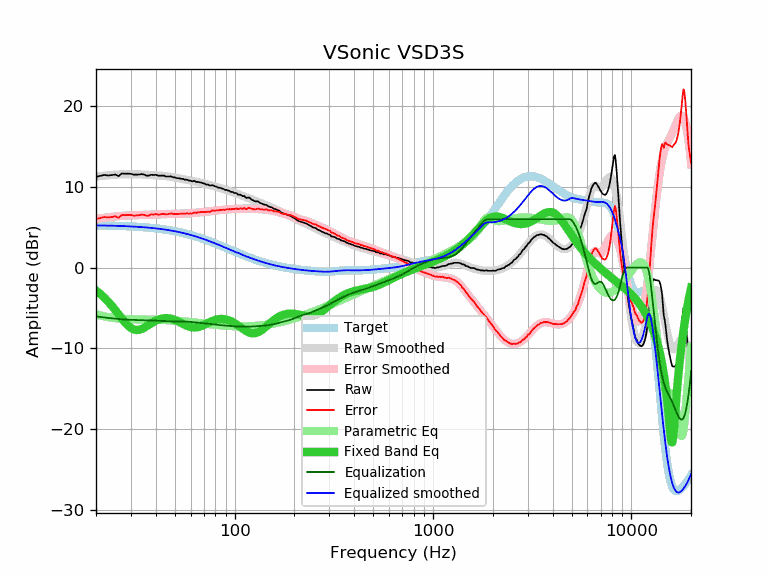 VSonic VSD3S
Amplitude (dBr)
20
10
0
−10
−20
−30
Target
Raw Smoothed
Error Smoothed
Raw
Error
Parametric Eq
Fixed Band Eq
Equalization
Equalized smoothed
100
1000
10000
Frequency (Hz)